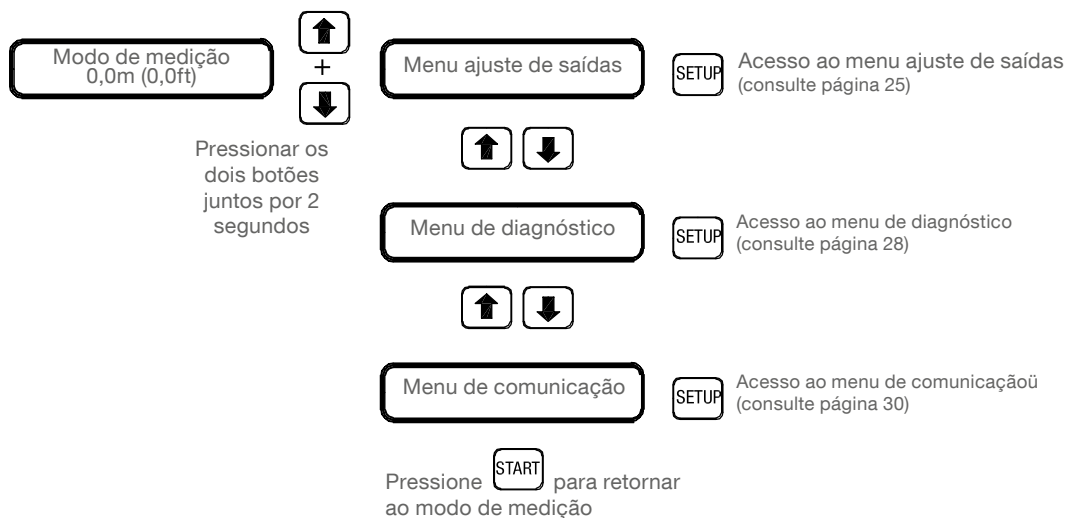 Modo de medição
0,0m (0,0ft)
+
Pressionar os
dois botões
juntos por 2
segundos
Menu ajuste de saídas
SETUP
Acesso ao menu ajuste de saídas
(consulte página 25)
Menu de diagnóstico
SETUP
Acesso ao menu de diagnóstico
(consulte página 28)
Menu de comunicação
SETUP
Acesso ao menu de comunicaçãoü
(consulte página 30)
Pressione START para retornar
ao modo de medição